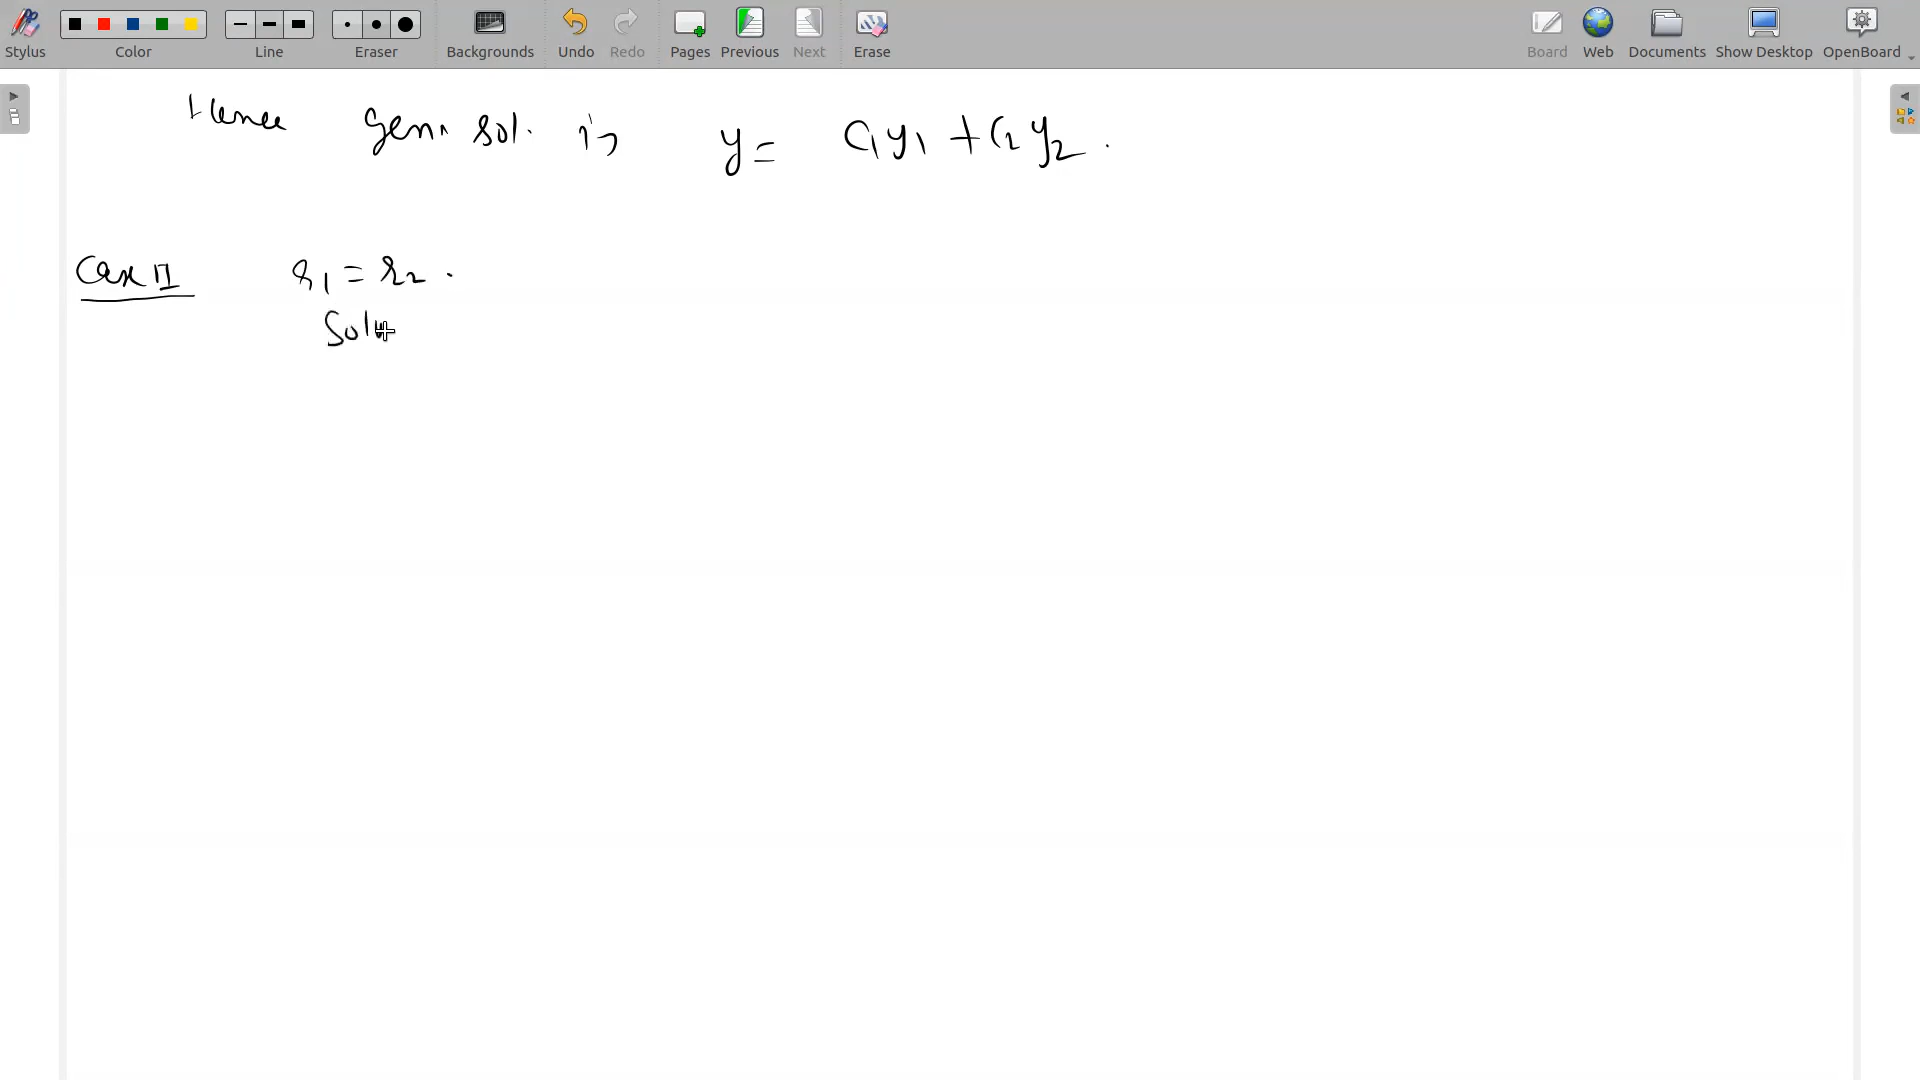 Stylus Color Line Eraser Backgrounds Undo Redo Pages Previous Next Erase Board Web Documents Show Desktop OpenBoard
Hence gen. sol. is y = C1y1 + C2y2.
Case II r1 = r2.
Solu